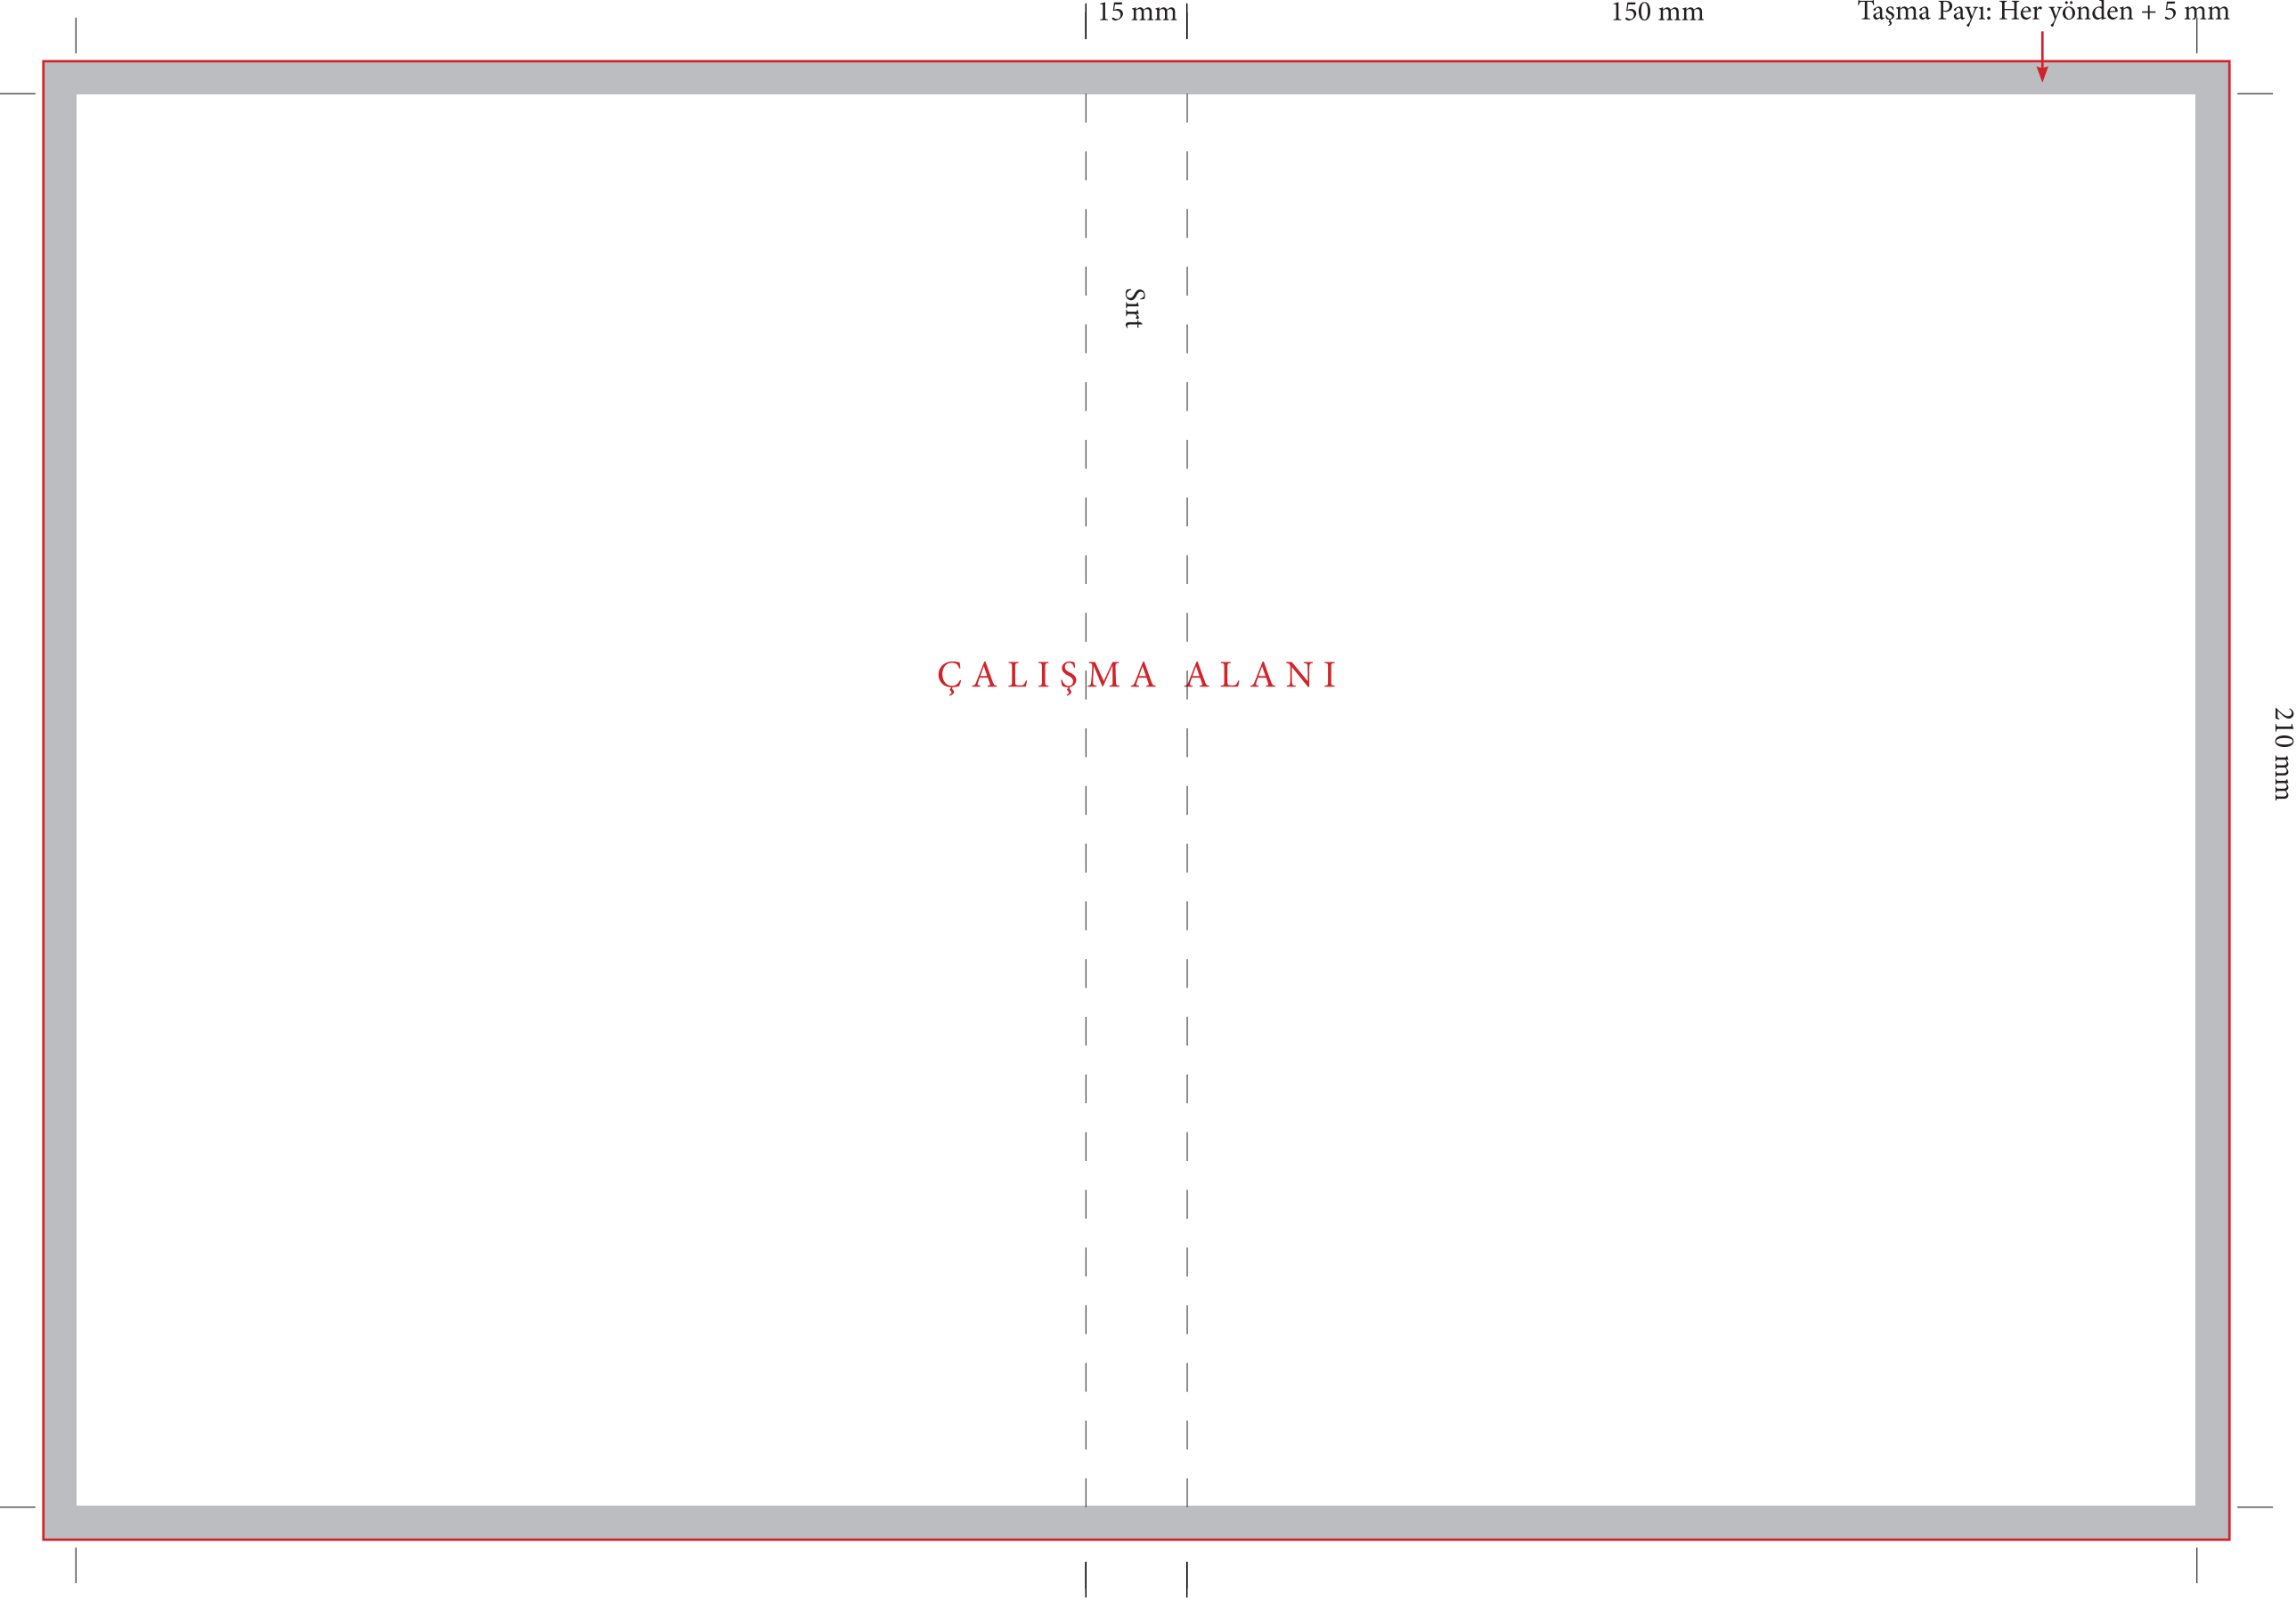 15 mm
150 mm
Taşma Payı: Her yönden + 5 mm
Sırt
ÇALIŞMA ALANI
210 mm